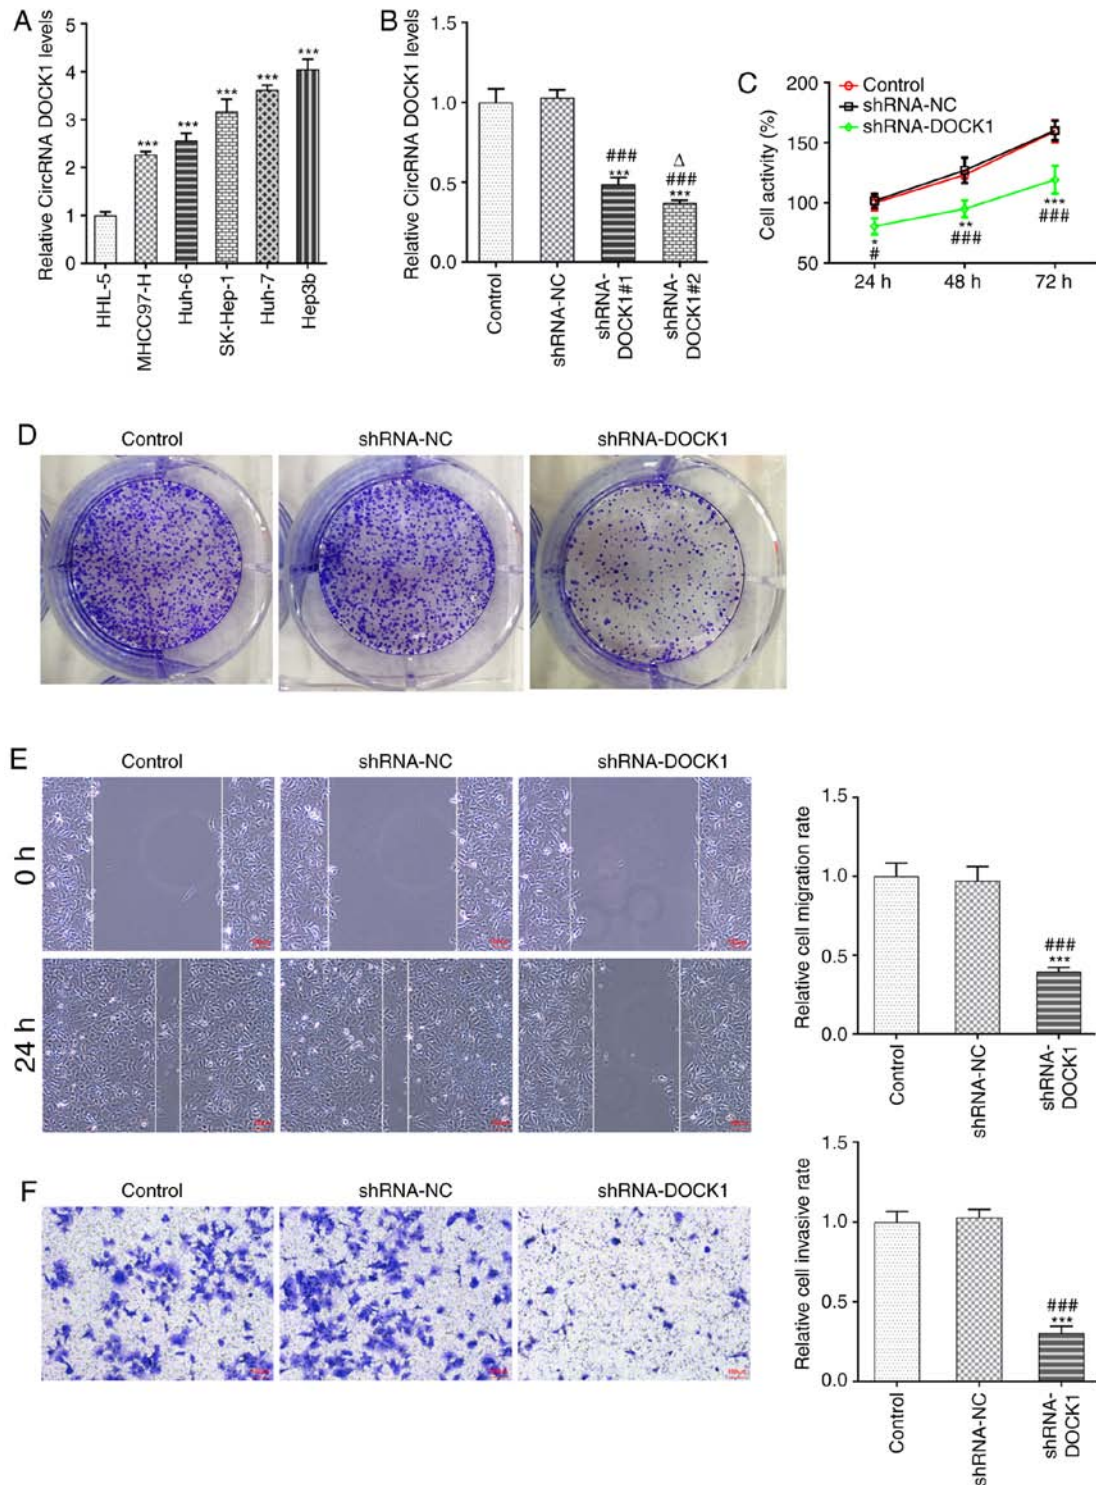 A
Relative CircRNA DOCK1 levels
5
4
3
2
1
0
***
***
***
***
***
HHL-5
MHCC97-H
Huh-6
SK-Hep-1
Huh-7
Hep3b
B
Relative CircRNA DOCK1 levels
1.5
1.0
0.5
0.0
###
***
Δ
###
***
Control
shRNA-NC
shRNA-
DOCK1#1
shRNA-
DOCK1#2
C
Cell activity (%)
200
150
100
50
Control
shRNA-NC
shRNA-DOCK1
*
#
**
###
***
###
24 h
48 h
72 h
D
Control
shRNA-NC
shRNA-DOCK1
E
Control
shRNA-NC
shRNA-DOCK1
0 h
24 h
Relative cell migration rate
1.5
1.0
0.5
0.0
###
***
Control
shRNA-NC
shRNA-
DOCK1
F
Control
shRNA-NC
shRNA-DOCK1
Relative cell invasive rate
1.5
1.0
0.5
0.0
###
***
Control
shRNA-NC
shRNA-
DOCK1